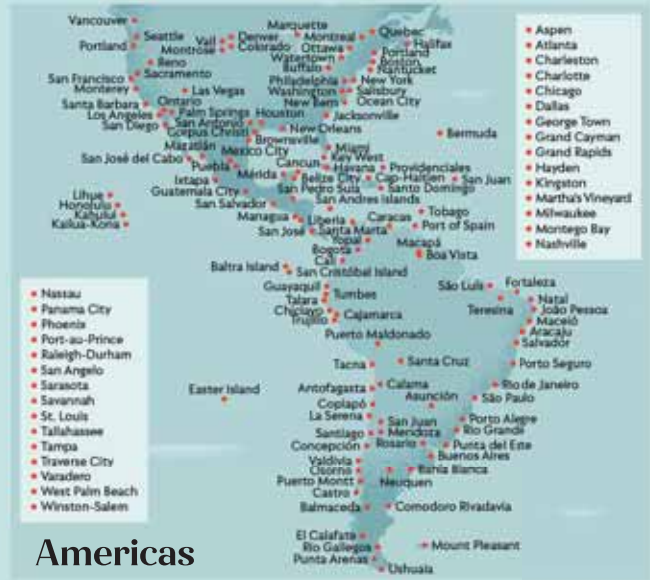 Vancouver
Seattle
Portland
Vail
Denver
Montrose
Colorado
Marquette
Montreal
Quebec
Halifax
Ottawa
Portland
Watertown
Boston
Buffalo
Nantucket
Reno
San Francisco
Sacramento
Monterey
Las Vegas
Philadelphia
New York
Washington
Salisbury
New Bern
Ocean City
Santa Barbara
Ontario
Los Angeles
Palm Springs
Houston
Jacksonville
San Diego
San Antonio
Corpus Christi
New Orleans
Bermuda
Brownsville
Mazatlán
Mexico City
Miami
Key West
San José del Cabo
Cancun
Havana
Providenciales
Puebla
Mérida
Belize City
Cap-Haitien
San Juan
Ixtapa
San Pedro Sula
Santo Domingo
Guatemala City
San Andres Islands
San Salvador
Lihue
Honolulu
Kahului
Kailua-Kona
Managua
Liberia
Caracas
Tobago
San José
Santa Marta
Port of Spain
Yopal
Macapá
Bogota
Boa Vista
Cali
Baltra Island
San Cristóbal Island
Guayaquil
São Luís
Fortaleza
Tumbes
Talara
Teresina
Natal
João Pessoa
Chiclayo
Cajamarca
Maceió
Trujillo
Aracaju
Puerto Maldonado
Salvador
Tacna
Santa Cruz
Porto Seguro
Easter Island
Antofagasta
Calama
Rio de Janeiro
Asunción
São Paulo
Copiapó
La Serena
San Juan
Porto Alegre
Santiago
Mendoza
Rio Grande
Concepción
Rosario
Punta del Este
Buenos Aires
Valdivia
Osorno
Bahia Blanca
Puerto Montt
Neuquen
Castro
Balmaceda
Comodoro Rivadavia
El Calafate
Rio Gallegos
Mount Pleasant
Punta Arenas
Ushuaia
Aspen
Atlanta
Charleston
Charlotte
Chicago
Dallas
George Town
Grand Cayman
Grand Rapids
Hayden
Kingston
Martha's Vineyard
Milwaukee
Montego Bay
Nashville
Nassau
Panama City
Phoenix
Port-au-Prince
Raleigh-Durham
San Angelo
Sarasota
Savannah
St. Louis
Tallahassee
Tampa
Traverse City
Varadero
West Palm Beach
Winston-Salem
Americas